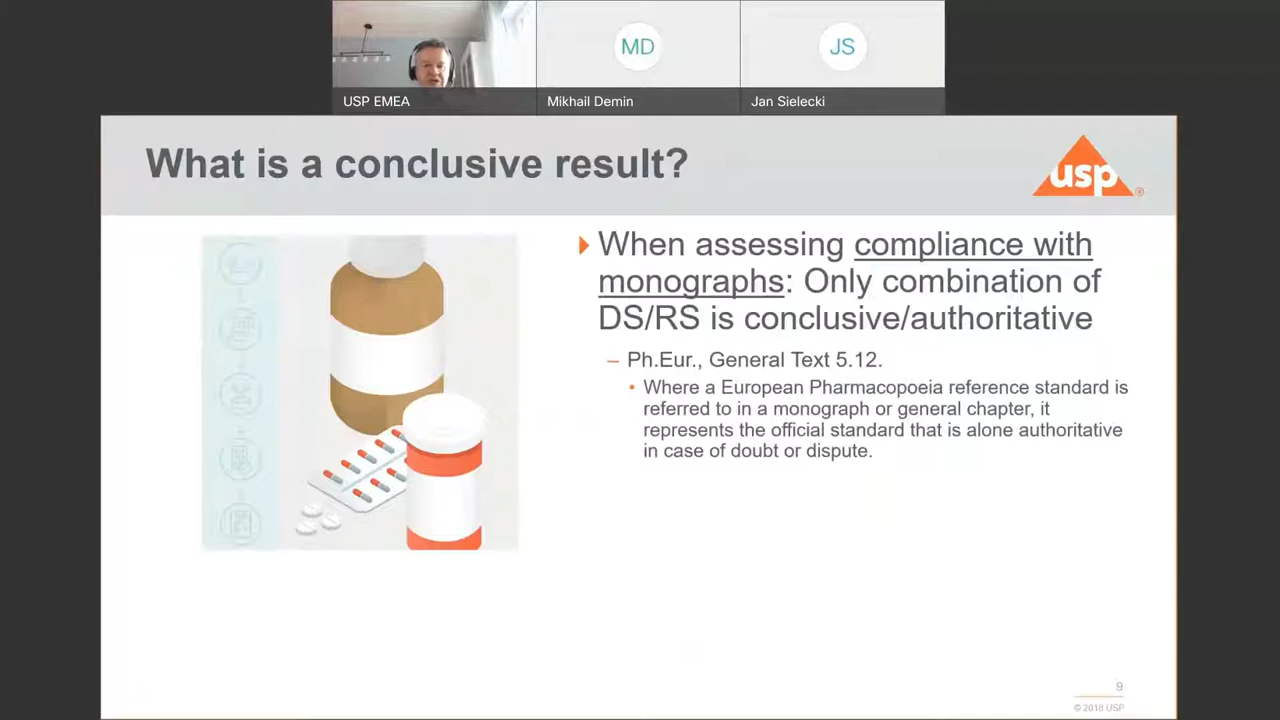 MD
JS
USP EMEA
Mikhail Demin
Jan Sielecki
What is a conclusive result?
usp®
When assessing compliance with
monographs: Only combination of
DS/RS is conclusive/authoritative
– Ph.Eur., General Text 5.12.
• Where a European Pharmacopoeia reference standard is
referred to in a monograph or general chapter, it
represents the official standard that is alone authoritative
in case of doubt or dispute.
9
© 2018 USP